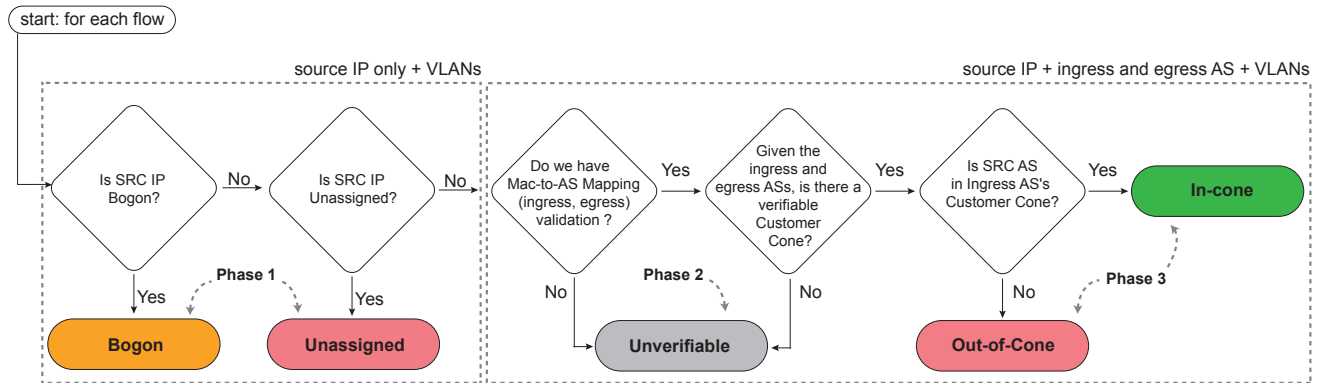 start: for each flow
source IP only + VLANs
source IP + ingress and egress AS + VLANs
Is SRC IP
Bogon?
No
Is SRC IP
Unassigned?
No
Do we have
Mac-to-AS Mapping
(ingress, egress)
validation ?
Yes
Given the
ingress and
egress ASs, is there a
verifiable
Customer
Cone?
Yes
Is SRC AS
in Ingress AS's
Customer Cone?
Yes
In-cone
Phase 1
Phase 2
Phase 3
Yes
Yes
No
No
No
Bogon
Unassigned
Unverifiable
Out-of-Cone